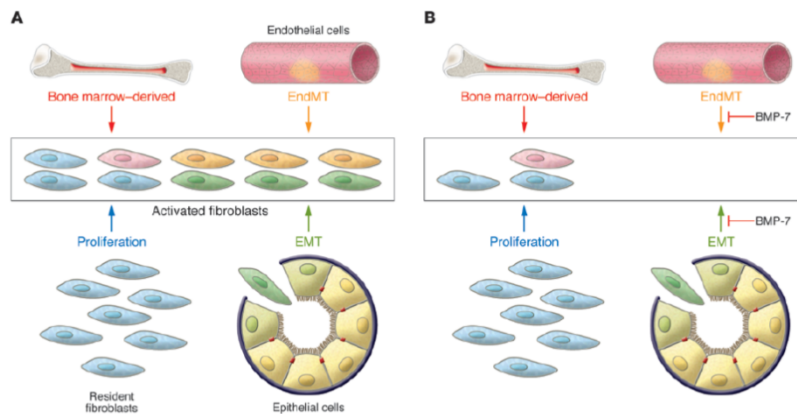 A
Endothelial cells
Bone marrow–derived
EndMT
Activated fibroblasts
Proliferation
EMT
Resident
fibroblasts
Epithelial cells
B
Bone marrow–derived
EndMT
BMP-7
Proliferation
EMT
BMP-7